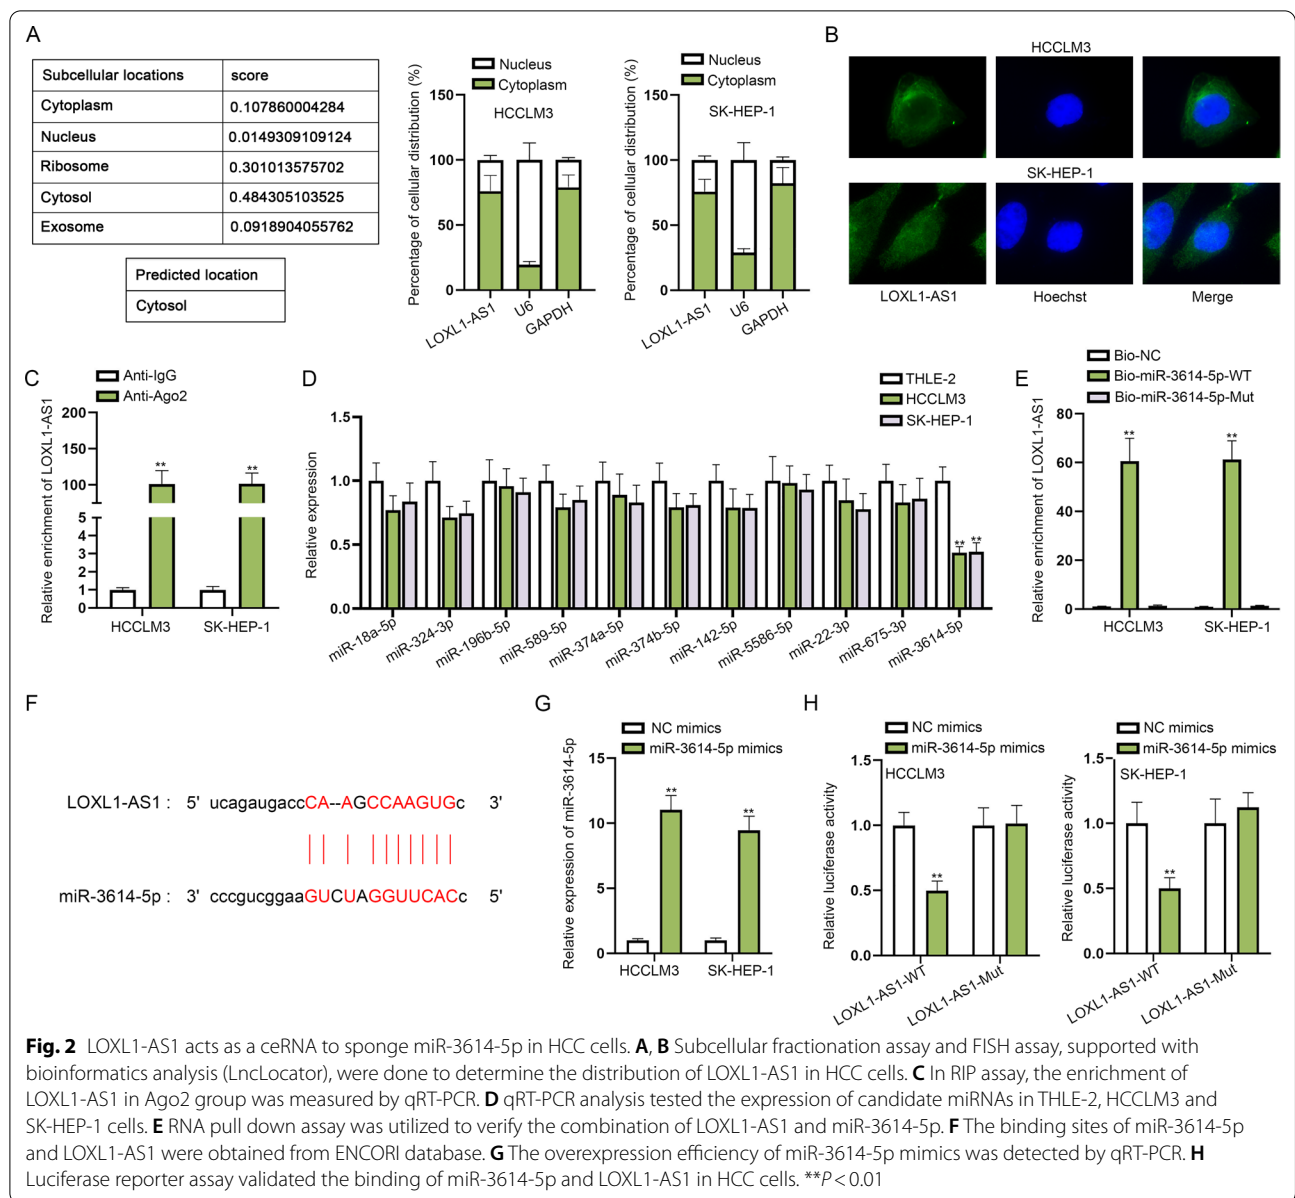 A
Subcellular locations score
Cytoplasm 0.107860004284
Nucleus 0.0149309109124
Ribosome 0.301013575702
Cytosol 0.484305103525
Exosome 0.0918904055762
Predicted location
Cytosol
Nucleus
Cytoplasm
HCCLM3
Percentage of cellular distribution (%)
150
100
50
0
LOXL1-AS1 U6 GAPDH
Nucleus
Cytoplasm
SK-HEP-1
Percentage of cellular distribution (%)
150
100
50
0
LOXL1-AS1 U6 GAPDH
B
HCCLM3
SK-HEP-1
LOXL1-AS1 Hoechst Merge
C
Anti-IgG
Anti-Ago2
Relative enrichment of LOXL1-AS1
200
150
100
5
4
3
2
1
0
** **
HCCLM3 SK-HEP-1
D
THLE-2
HCCLM3
SK-HEP-1
Relative expression
1.5
1.0
0.5
0.0
** **
miR-18a-5p miR-324-3p miR-196b-5p miR-589-5p miR-374a-5p miR-374b-5p miR-142-5p miR-5586-5p miR-22-3p miR-675-3p miR-3614-5p
E
Bio-NC
Bio-miR-3614-5p-WT
Bio-miR-3614-5p-Mut
Relative enrichment of LOXL1-AS1
80
60
40
20
0
** **
HCCLM3 SK-HEP-1
F
LOXL1-AS1 : 5' ucagaugaccCA--AGCCAAGUGc 3'
miR-3614-5p : 3' cccgucggaaGUCUAGGUUCACc 5'
G
NC mimics
miR-3614-5p mimics
Relative expression of miR-3614-5p
15
10
5
0
** **
HCCLM3 SK-HEP-1
H
NC mimics
miR-3614-5p mimics
HCCLM3
Relative luciferase activity
1.5
1.0
0.5
0.0
**
LOXL1-AS1-WT LOXL1-AS1-Mut
NC mimics
miR-3614-5p mimics
SK-HEP-1
Relative luciferase activity
1.5
1.0
0.5
0.0
**
LOXL1-AS1-WT LOXL1-AS1-Mut
Fig. 2 LOXL1-AS1 acts as a ceRNA to sponge miR-3614-5p in HCC cells. A, B Subcellular fractionation assay and FISH assay, supported with
bioinformatics analysis (LncLocator), were done to determine the distribution of LOXL1-AS1 in HCC cells. C In RIP assay, the enrichment of
LOXL1-AS1 in Ago2 group was measured by qRT-PCR. D qRT-PCR analysis tested the expression of candidate miRNAs in THLE-2, HCCLM3 and
SK-HEP-1 cells. E RNA pull down assay was utilized to verify the combination of LOXL1-AS1 and miR-3614-5p. F The binding sites of miR-3614-5p
and LOXL1-AS1 were obtained from ENCORI database. G The overexpression efficiency of miR-3614-5p mimics was detected by qRT-PCR. H
Luciferase reporter assay validated the binding of miR-3614-5p and LOXL1-AS1 in HCC cells. **P < 0.01